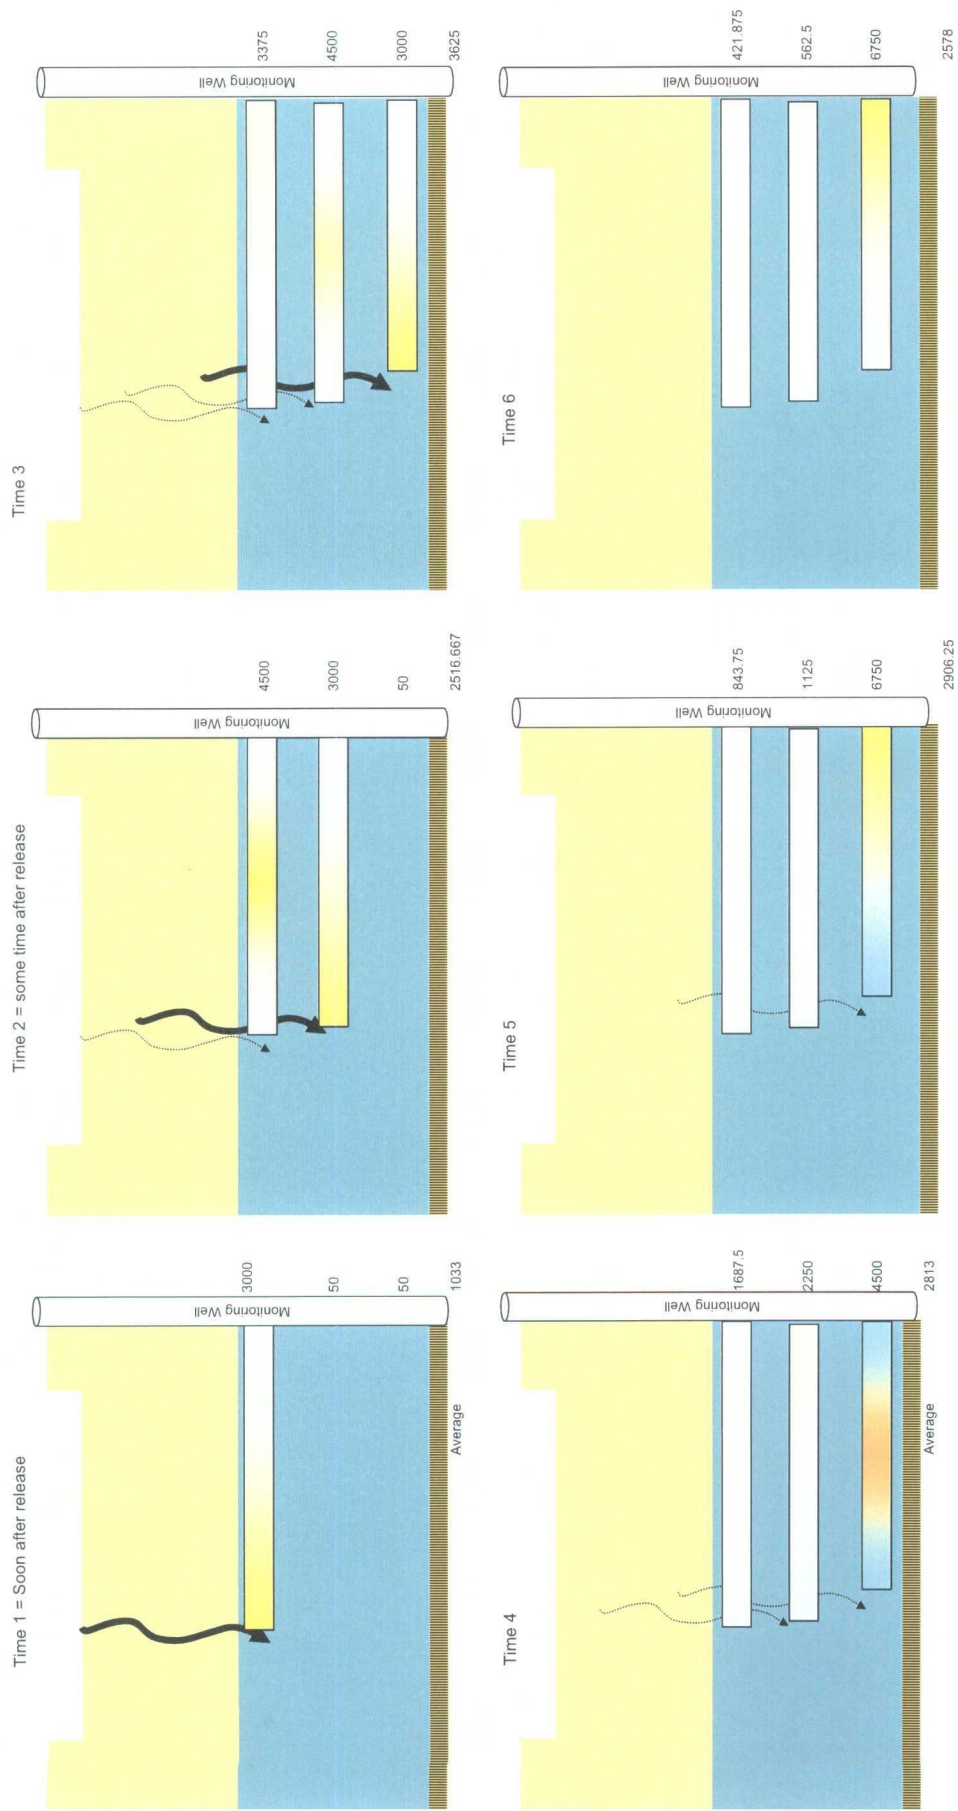 Time 1 = Soon after release
Monitoring Well
3000
50
50
1033
Average
Time 2 = some time after release
Monitoring Well
4500
3000
50
2516.667
Time 3
Monitoring Well
3375
4500
3000
3625
Time 4
Monitoring Well
1687.5
2250
4500
2813
Average
Time 5
Monitoring Well
843.75
1125
6750
2906.25
Time 6
Monitoring Well
421.875
562.5
6750
2578